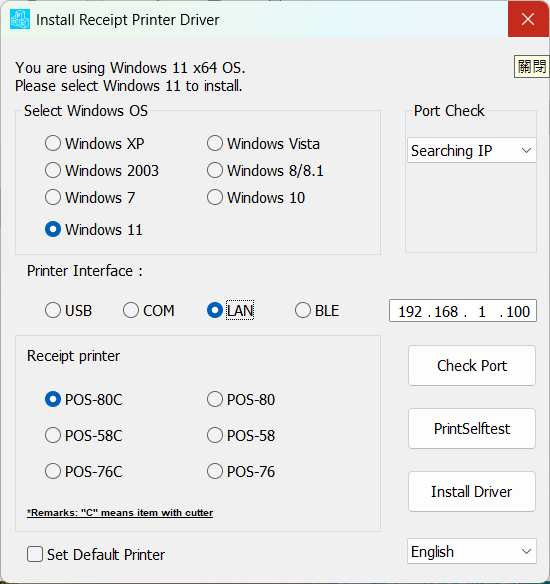 Install Receipt Printer Driver
You are using Windows 11 x64 OS.
Please select Windows 11 to install.
關閉
Select Windows OS
Port Check
Windows XP
Windows Vista
Searching IP
Windows 2003
Windows 8/8.1
Windows 7
Windows 10
Windows 11
Printer Interface :
USB
COM
LAN
BLE
192 . 168 . 1 . 100
Receipt printer
Check Port
POS-80C
POS-80
PrintSelftest
POS-58C
POS-58
POS-76C
POS-76
Install Driver
*Remarks: "C" means item with cutter
Set Default Printer
English